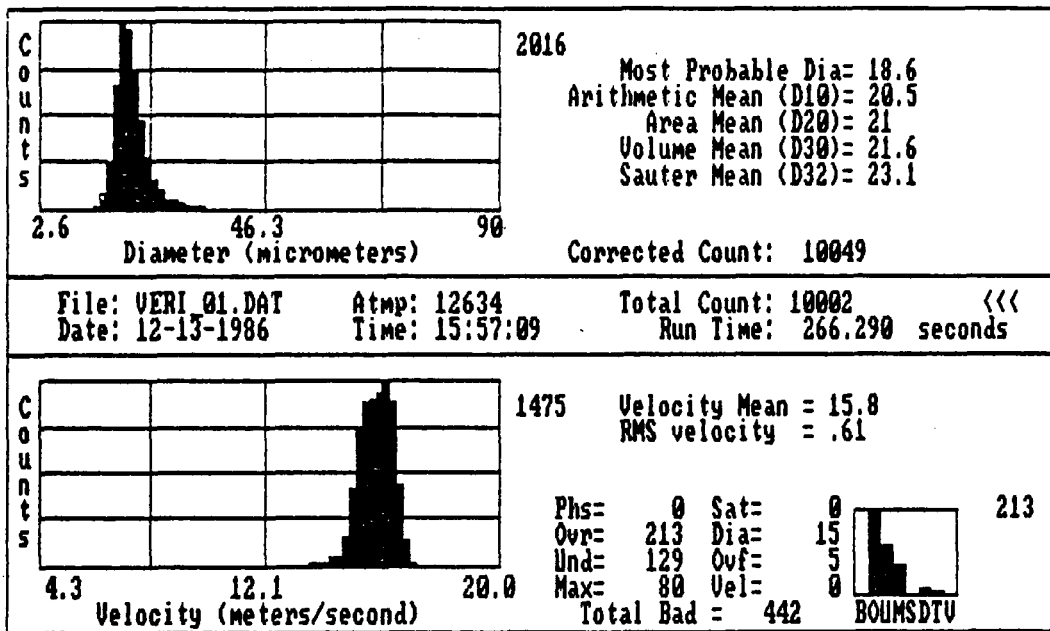 Counts
2016
Most Probable Dia= 18.6
Arithmetic Mean (D10)= 20.5
Area Mean (D20)= 21
Volume Mean (D30)= 21.6
Sauter Mean (D32)= 23.1
2.6 46.3 90
Diameter (micrometers)
Corrected Count: 10049
File: VERI_01.DAT Atmp: 12634 Total Count: 10002 <<<
Date: 12-13-1986 Time: 15:57:09 Run Time: 266.290 seconds
Counts
1475
Velocity Mean = 15.8
RMS velocity = .61
Phs= 0 Sat= 0 213
Ovr= 213 Dia= 15
Und= 129 Ovf= 5
Max= 80 Vel= 0
4.3 12.1 20.0
Velocity (meters/second)
Total Bad = 442 BOUMSDTV